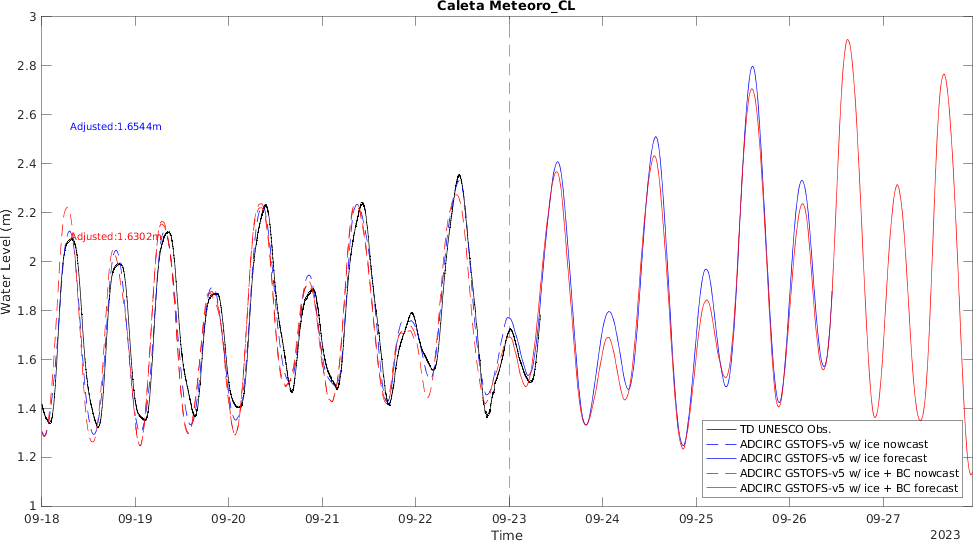 Caleta Meteoro_CL
3
2.8
2.6
2.4
2.2
2
1.8
1.6
1.4
1.2
1
Water Level (m)
Adjusted:1.6544m
Adjusted:1.6302m
TD UNESCO Obs.
ADCIRC GSTOFS-v5 w/ ice nowcast
ADCIRC GSTOFS-v5 w/ ice forecast
ADCIRC GSTOFS-v5 w/ ice + BC nowcast
ADCIRC GSTOFS-v5 w/ ice + BC forecast
09-18 09-19 09-20 09-21 09-22 09-23 09-24 09-25 09-26 09-27
Time
2023